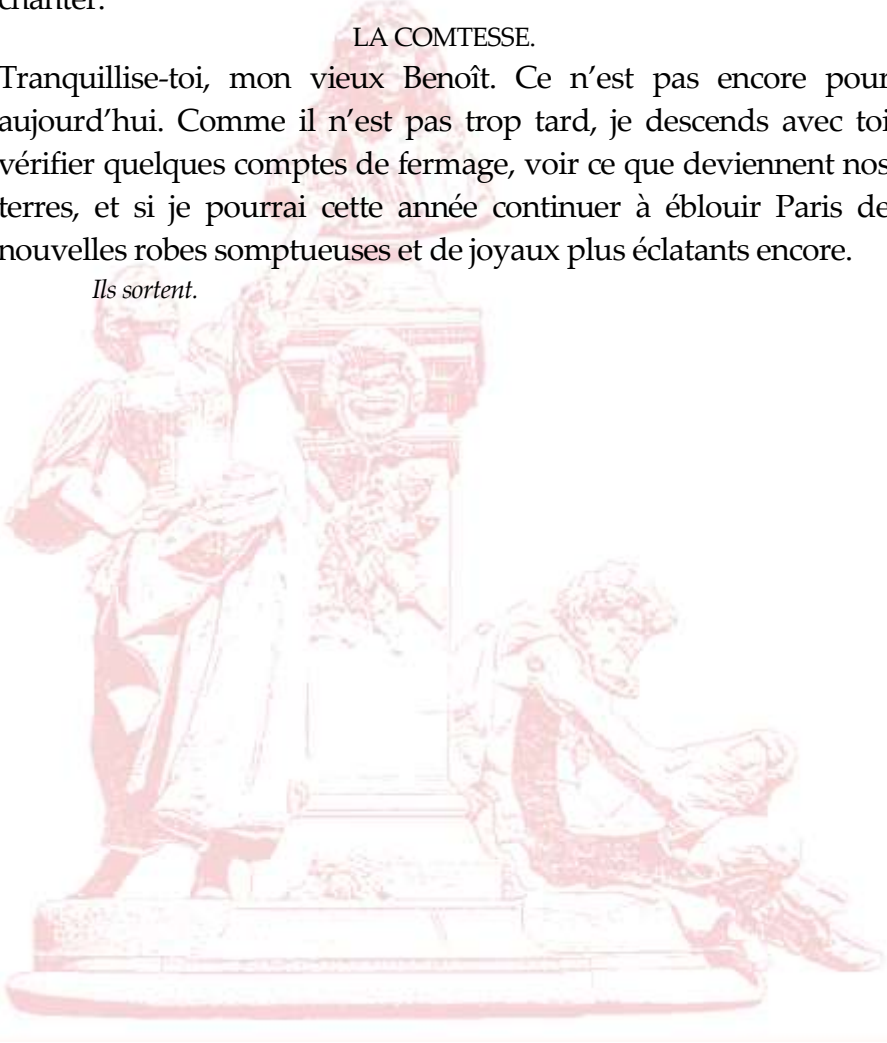 chanter.
LA COMTESSE.
Tranquillise-toi, mon vieux Benoît. Ce n’est pas encore pour
aujourd’hui. Comme il n’est pas trop tard, je descends avec toi
vérifier quelques comptes de fermage, voir ce que deviennent nos
terres, et si je pourrai cette année continuer à éblouir Paris de
nouvelles robes somptueuses et de joyaux plus éclatants encore.
Ils sortent.